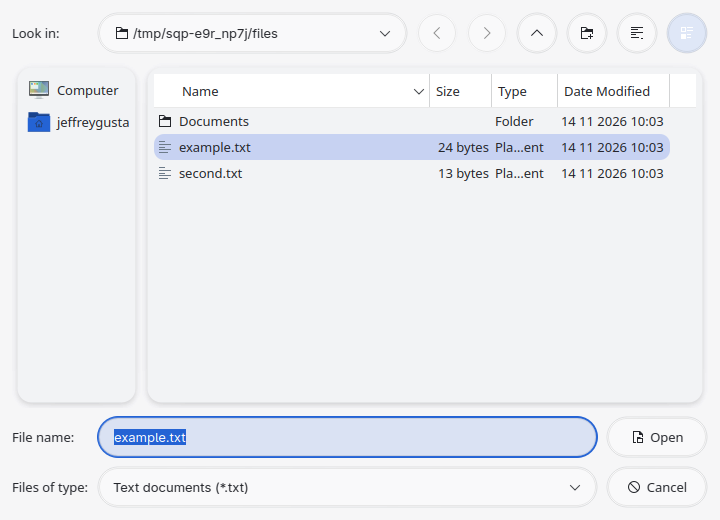 Look in: /tmp/sqp-e9r_np7j/files
Computer
jeffreygusta
Name Size Type Date Modified
Documents Folder 14 11 2026 10:03
example.txt 24 bytes Pla...ent 14 11 2026 10:03
second.txt 13 bytes Pla...ent 14 11 2026 10:03
File name: example.txt Open
Files of type: Text documents (*.txt) Cancel